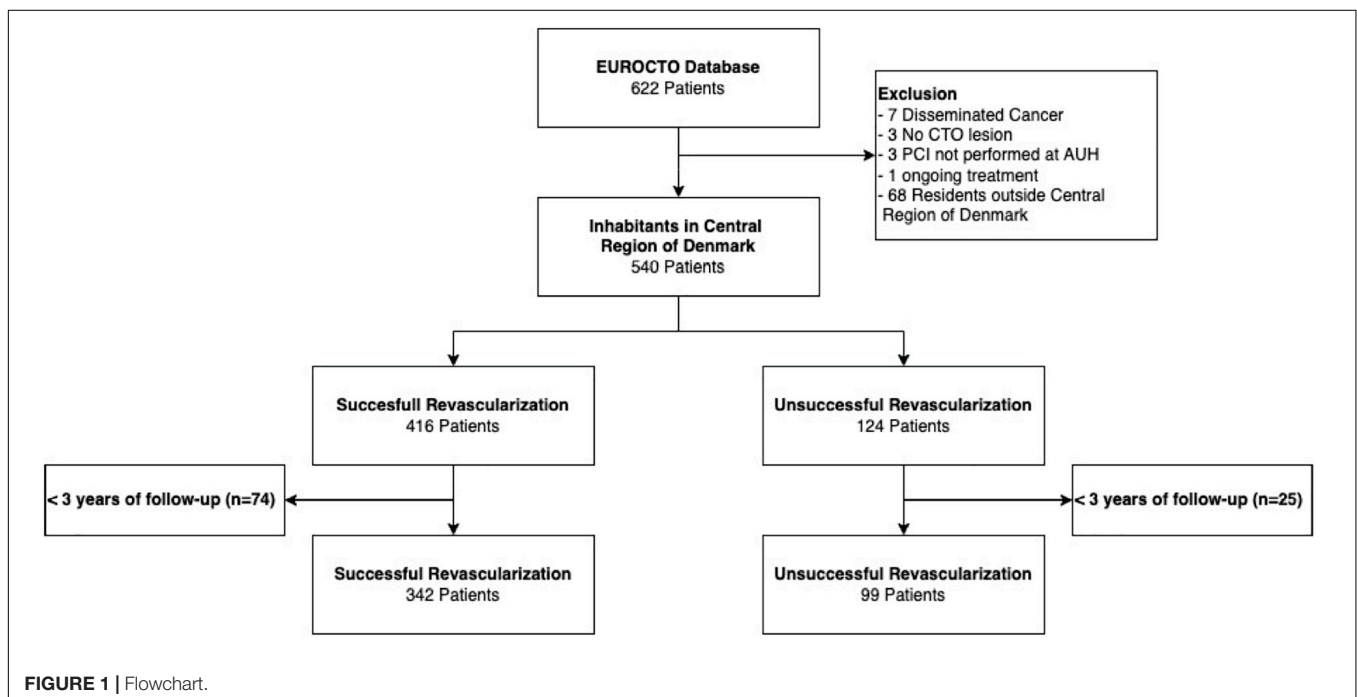 EUROCTO Database
622 Patients
Exclusion
- 7 Disseminated Cancer
- 3 No CTO lesion
- 3 PCI not performed at AUH
- 1 ongoing treatment
- 68 Residents outside Central
Region of Denmark
Inhabitants in Central
Region of Denmark
540 Patients
Succesfull Revascularization
416 Patients
Unsuccessful Revascularization
124 Patients
< 3 years of follow-up (n=74)
< 3 years of follow-up (n=25)
Successful Revascularization
342 Patients
Unsuccessful Revascularization
99 Patients
FIGURE 1 | Flowchart.